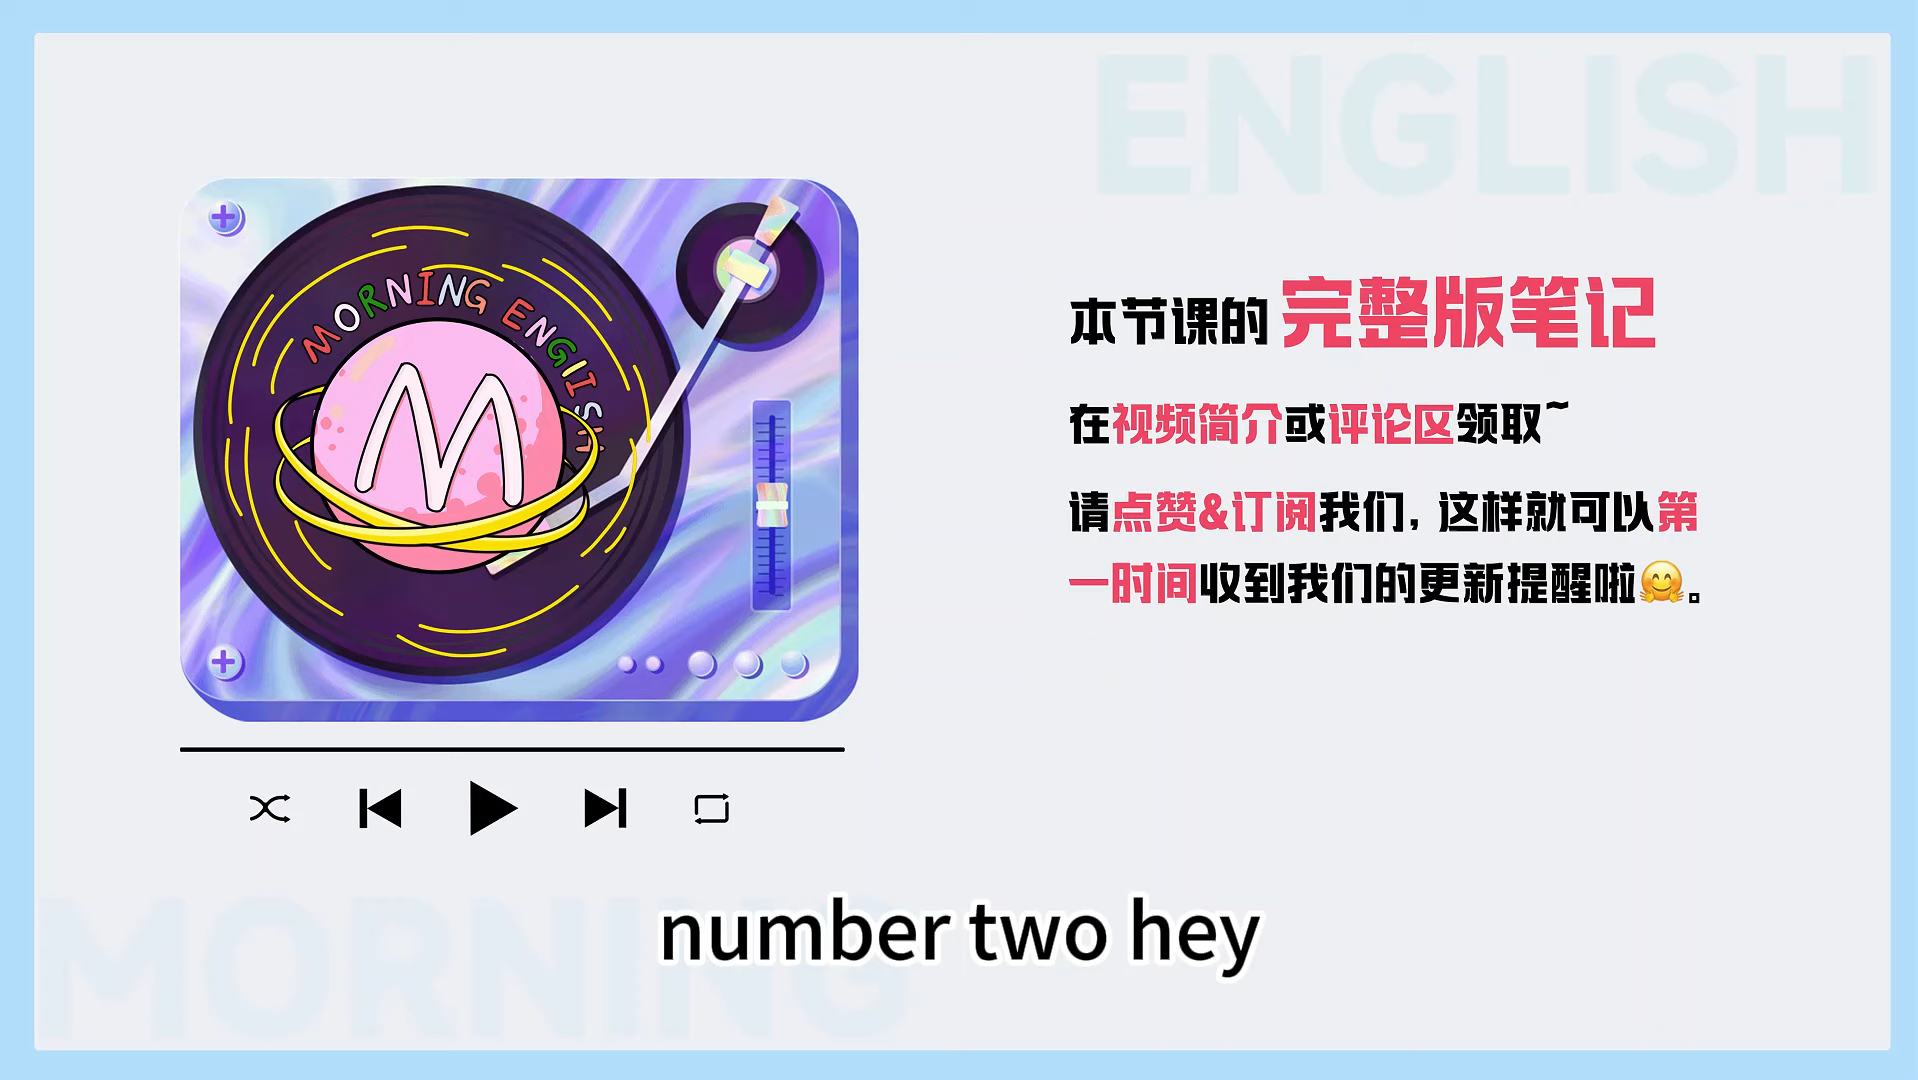 ENGLISH
MORNING ENGlISH
M
本节课的 完整版笔记
在视频简介或评论区领取~
请点赞&订阅我们，这样就可以第
一时间收到我们的更新提醒啦🤗。
MORNING
number two hey